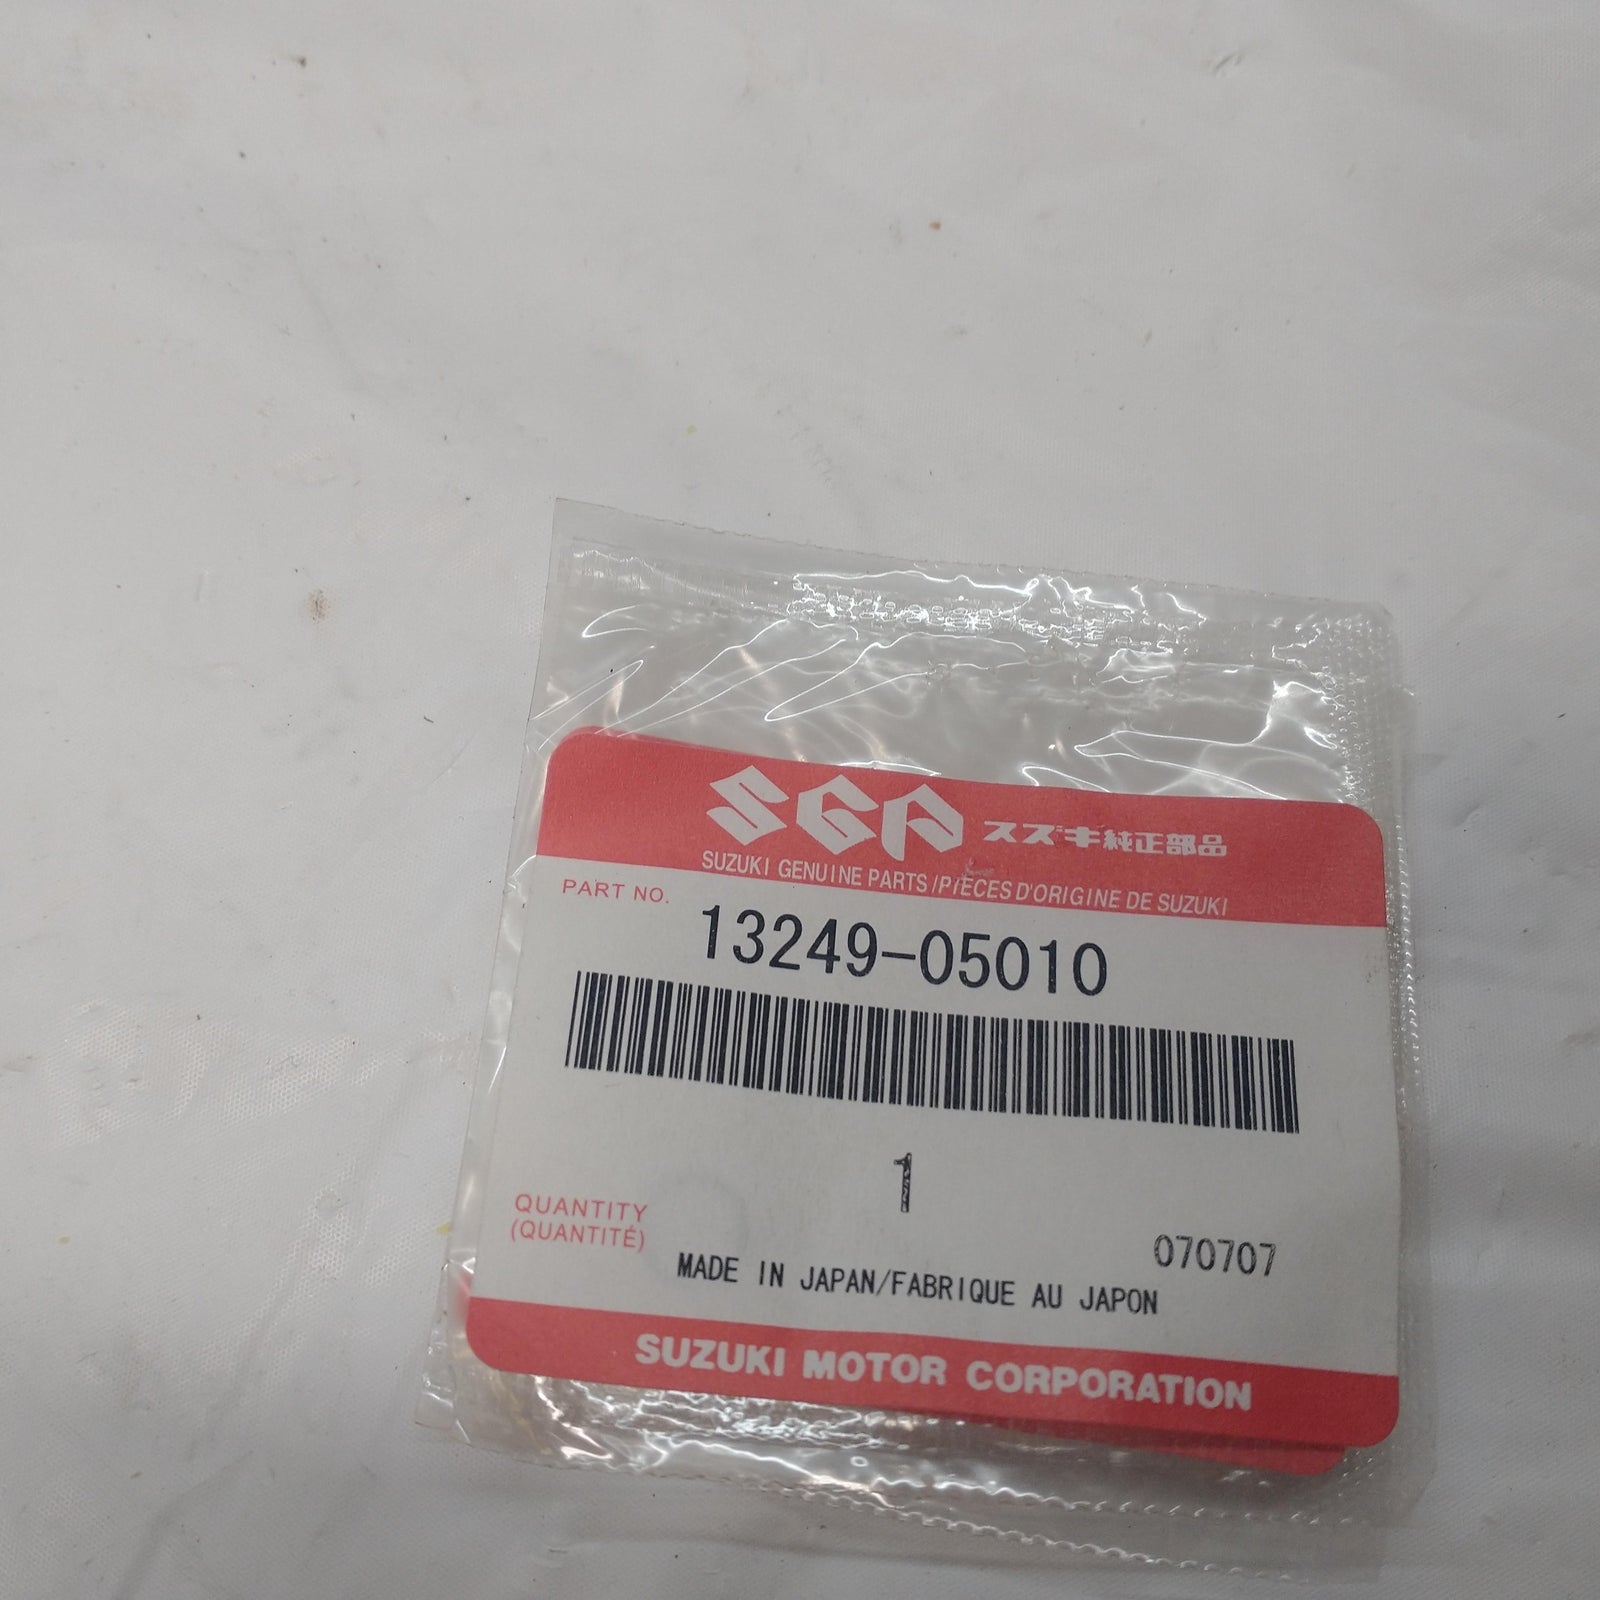 SGP スズキ純正部品
SUZUKI GENUINE PARTS/PIÈCES D'ORIGINE DE SUZUKI
PART NO. 13249-05010
1
QUANTITY
(QUANTITÉ)
070707
MADE IN JAPAN/FABRIQUE AU JAPON
SUZUKI MOTOR CORPORATION